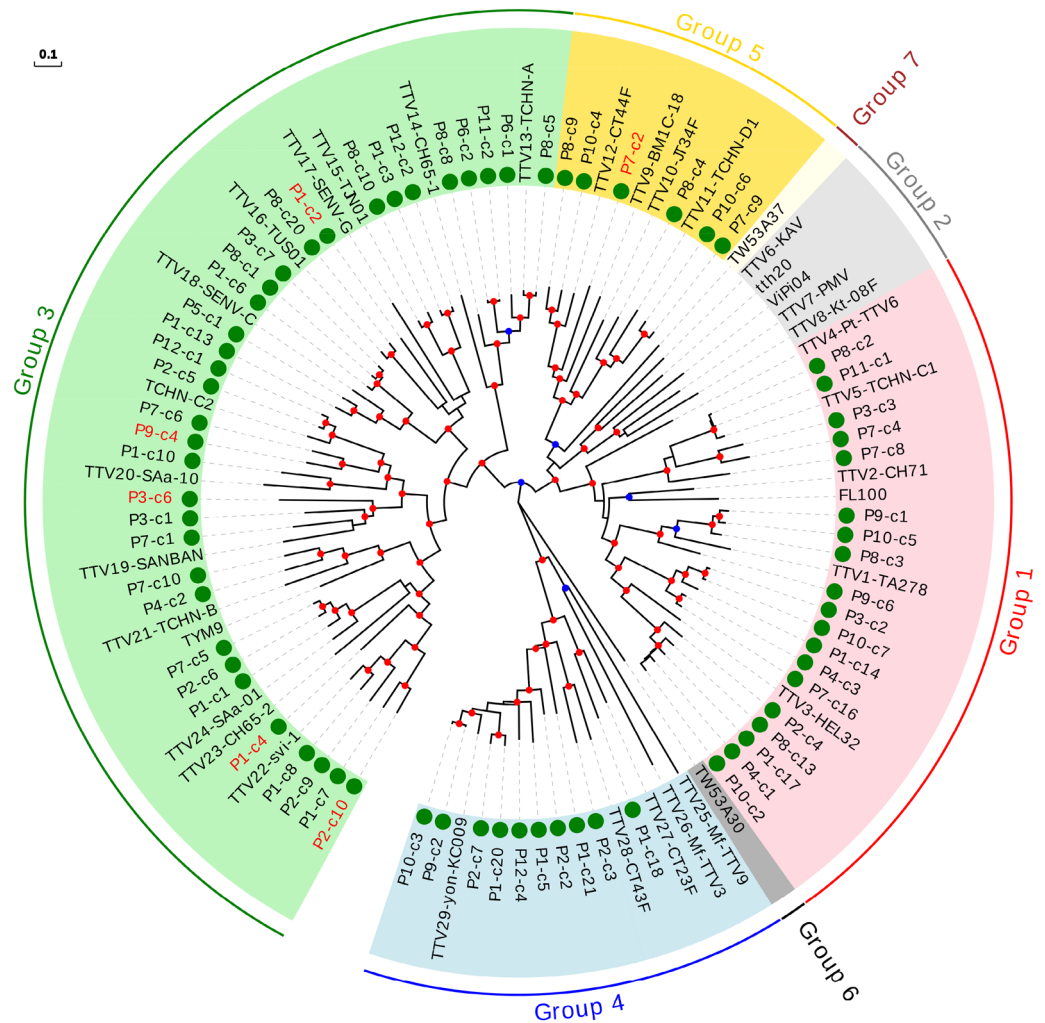 0.1
Group 5
Group 7
Group 2
Group 1
Group 6
Group 4
Group 3
P8-c9
P10-c4
TTV12-CT44F
P7-c2
TTV9-BM1C-18
TTV10-JT34F
P8-c4
TTV11-TCHN-D1
P10-c6
P7-c9
TW53A37
TTV6-KAV
tth20
ViPi04
TTV7-PMV
TTV8-Kt-08F
TTV4-Pt-TTV6
P8-c2
P11-c1
TTV5-TCHN-C1
P3-c3
P7-c4
P7-c8
TTV2-CH71
FL100
P9-c1
P10-c5
P8-c3
TTV1-TA278
P9-c6
P3-c2
P10-c7
P1-c14
P4-c3
P7-c16
TTV3-HEL32
P2-c4
P8-c13
P1-c17
P4-c1
P10-c2
TW53A30
TTV25-Mf-TTV9
TTV26-Mf-TTV3
TTV27-CT23F
P1-c18
TTV28-CT43F
P2-c3
P1-c21
P2-c2
P1-c5
P12-c4
P1-c20
P2-c7
TTV29-yon-KC009
P9-c2
P10-c3
P2-c10
P1-c7
P2-c9
P1-c8
TTV22-svi-1
P1-c4
TTV23-CH65-2
TTV24-SAa-01
P1-c1
P2-c6
P7-c5
TYM9
TTV21-TCHN-B
P4-c2
P7-c10
TTV19-SANBAN
P7-c1
P3-c1
P3-c6
TTV20-SAa-10
P1-c10
P9-c4
P7-c6
TCHN-C2
P2-c5
P12-c1
P1-c13
P5-c1
TTV18-SENV-C
P1-c6
P8-c1
P3-c7
TTV16-TUS01
P8-c20
P1-c2
TTV17-SENV-G
TTV15-TJN01
P8-c10
P1-c3
P12-c2
TTV14-CH65-1
P8-c8
P6-c2
P11-c2
P6-c1
TTV13-TCHN-A
P8-c5